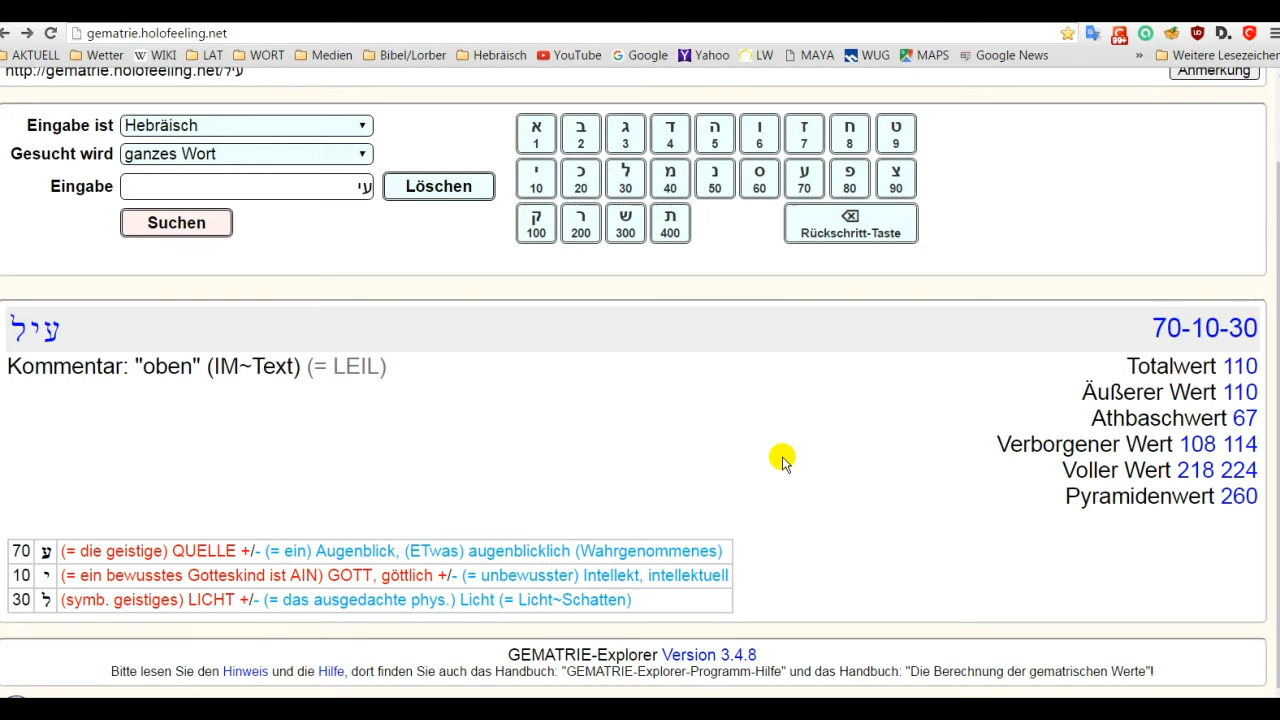 gematrie.holofeeling.net
AKTUELL Wetter WIKI LAT WORT Medien Bibel/Lorber Hebräisch YouTube Google Yahoo LW MAYA WUG MAPS Google News » Weitere Lesezeichen
http://gematrie.holofeeling.net/עיל Anmerkung
Eingabe ist Hebräisch
Gesucht wird ganzes Wort
Eingabe עי Löschen
Suchen
א ב ג ד ה ו ז ח ט
1 2 3 4 5 6 7 8 9
י כ ל מ נ ס ע פ צ
10 20 30 40 50 60 70 80 90
ק ר ש ת
100 200 300 400 Rückschritt-Taste
עיל 70-10-30
Kommentar: "oben" (IM~Text) (= LEIL) Totalwert 110
Äußerer Wert 110
Athbaschwert 67
Verborgener Wert 108 114
Voller Wert 218 224
Pyramidenwert 260
70 ע (= die geistige) QUELLE +/- (= ein) Augenblick, (ETwas) augenblicklich (Wahrgenommenes)
10 י (= ein bewusstes Gotteskind ist AIN) GOTT, göttlich +/- (= unbewusster) Intellekt, intellektuell
30 ל (symb. geistiges) LICHT +/- (= das ausgedachte phys.) Licht (= Licht~Schatten)
GEMATRIE-Explorer Version 3.4.8
Bitte lesen Sie den Hinweis und die Hilfe, dort finden Sie auch das Handbuch: "GEMATRIE-Explorer-Programm-Hilfe" und das Handbuch: "Die Berechnung der gematrischen Werte"!